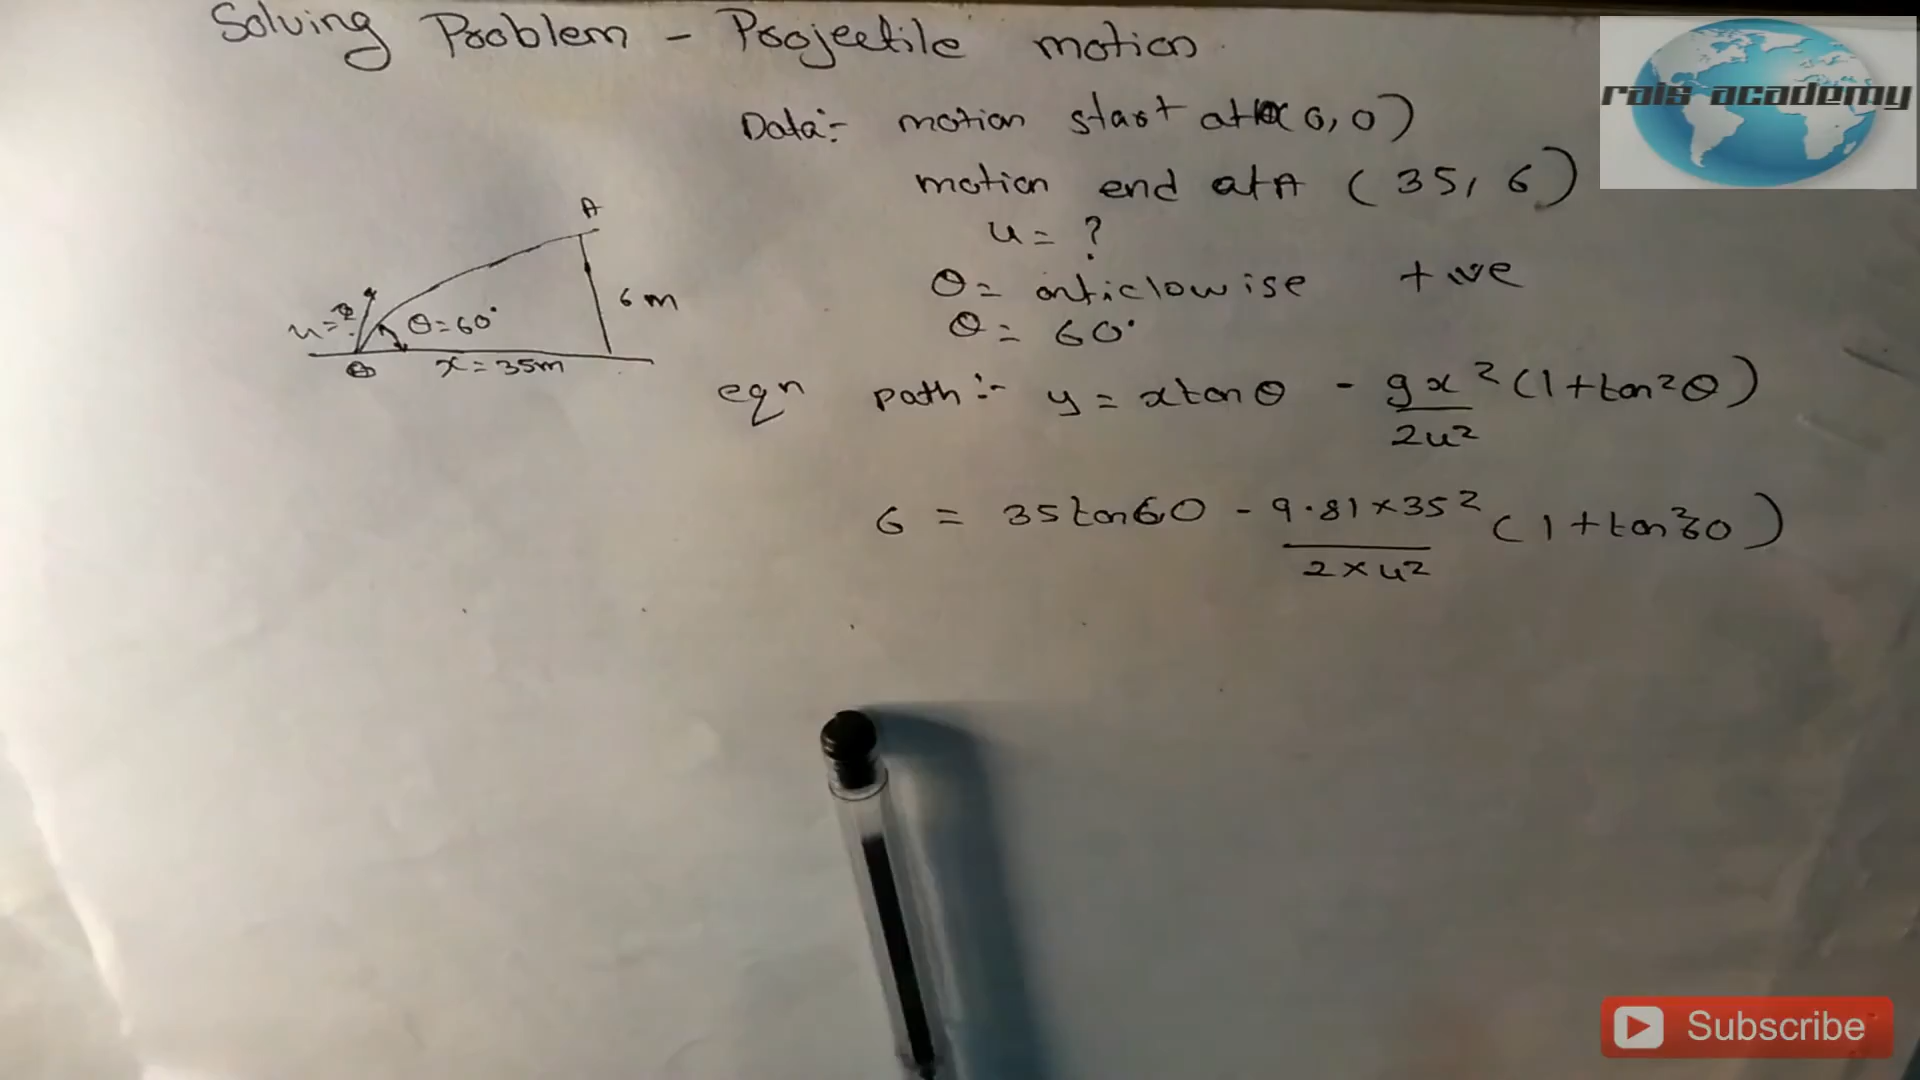 Solving Problem - Projectile motion.
rals academy
Data:- motion start at (0,0)
motion end at A (35, 6)
u = ?
θ = anticlowise +ve
θ = 60°
A
6 m
u = ?
θ = 60°
x = 35m
eqn path:- y = x tan θ - gx²/2u² (1 + tan²θ)
6 = 35 tan 60 - 9.81 × 35²/2 × u² (1 + tan²60)
Subscribe